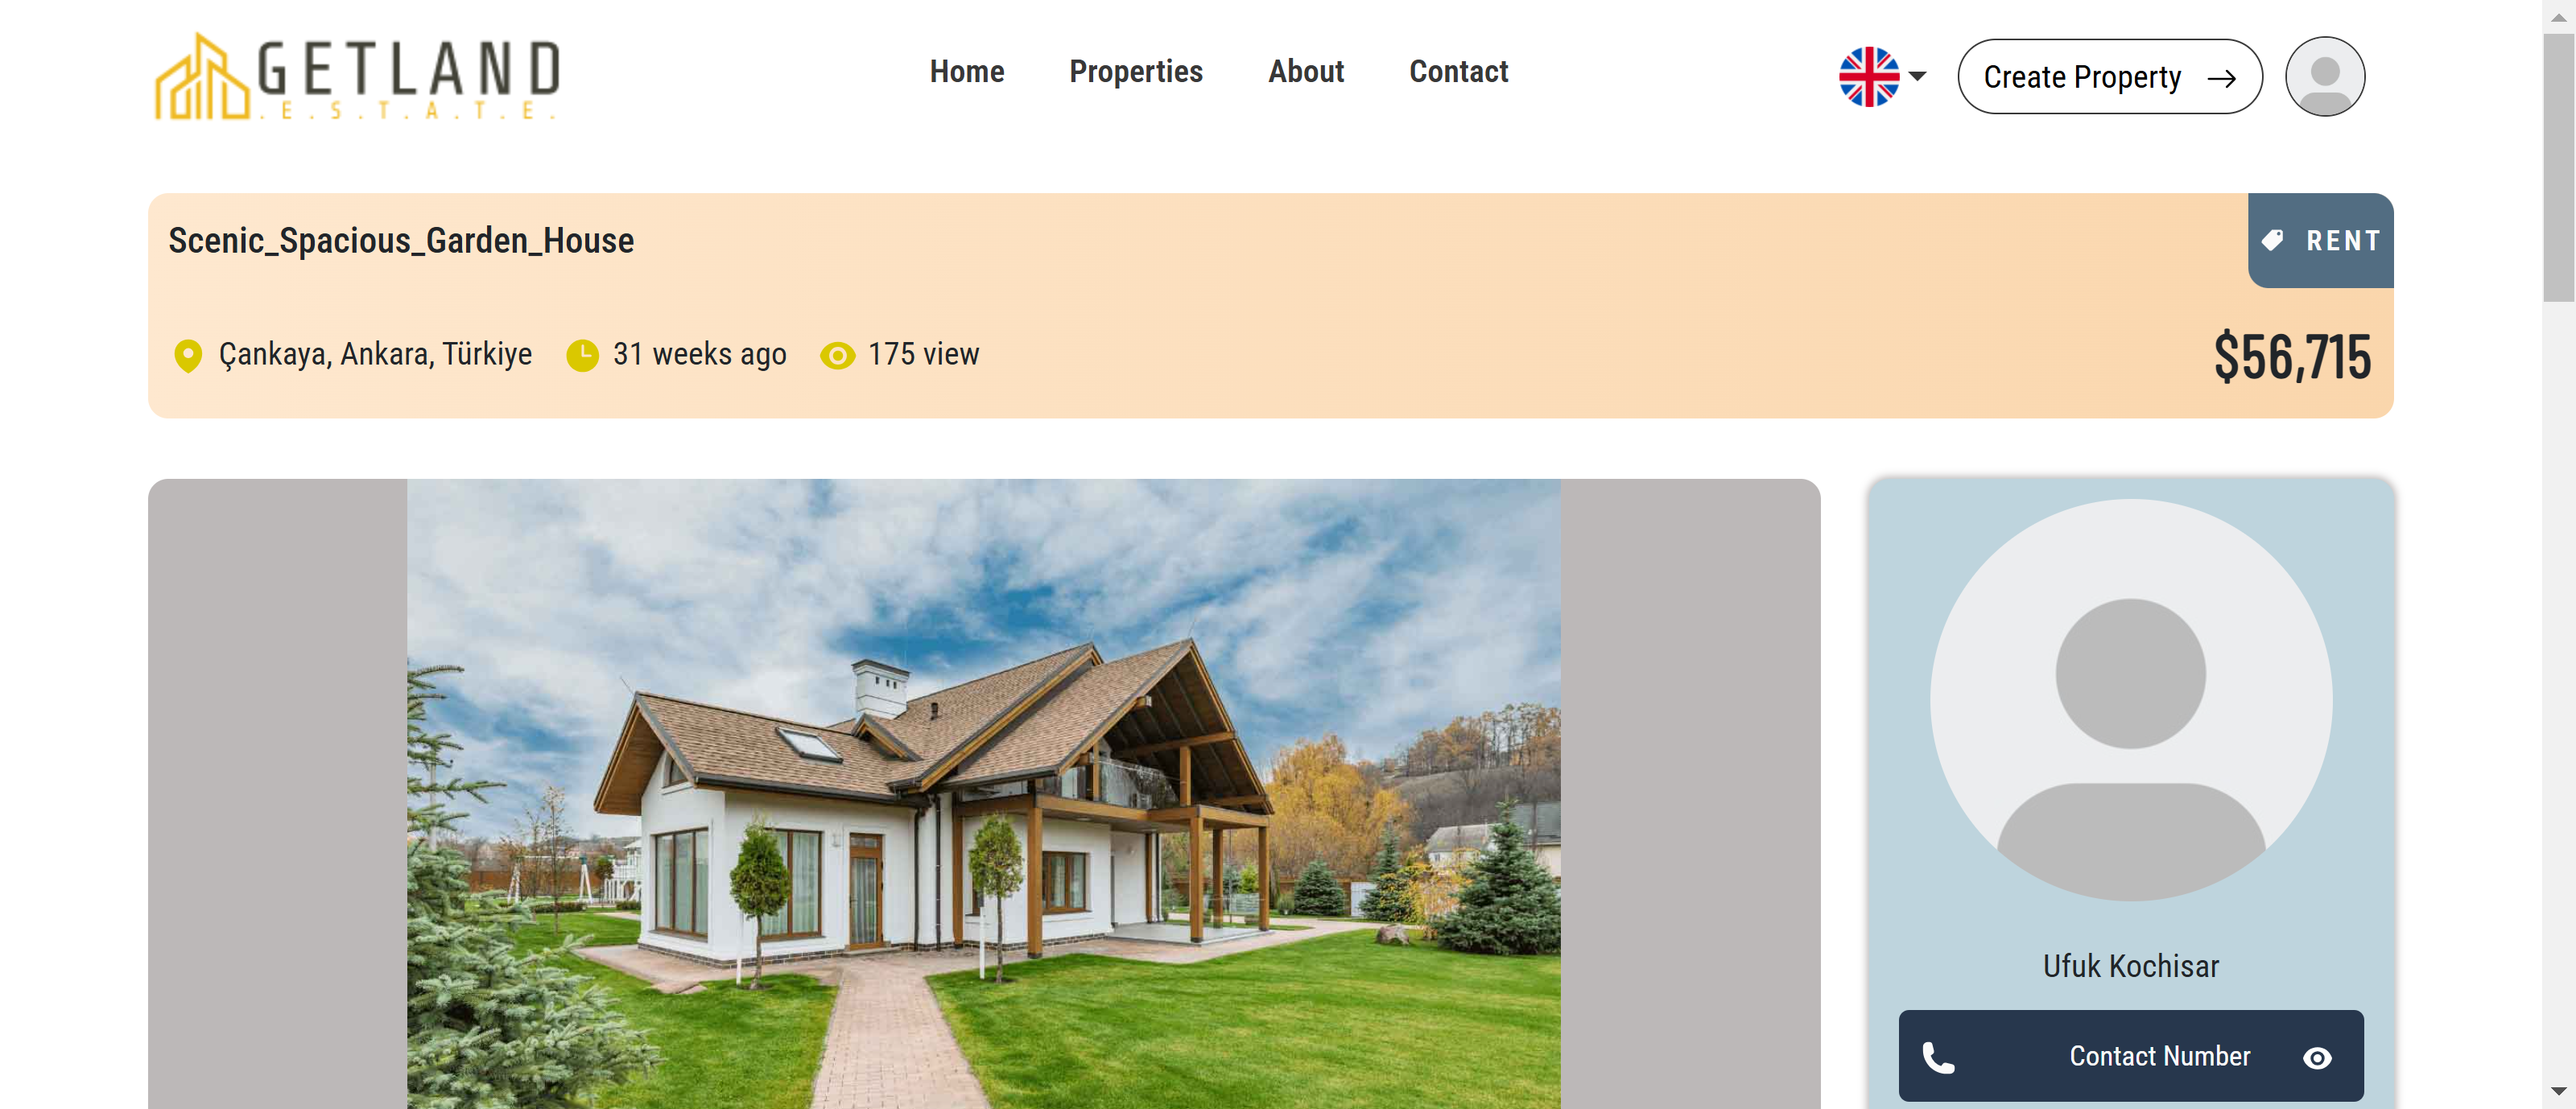 GETLAND
.E.S.T.A.T.E.
Home Properties About Contact
Create Property
Scenic_Spacious_Garden_House
RENT
Çankaya, Ankara, Türkiye 31 weeks ago 175 view
$56,715
Ufuk Kochisar
Contact Number